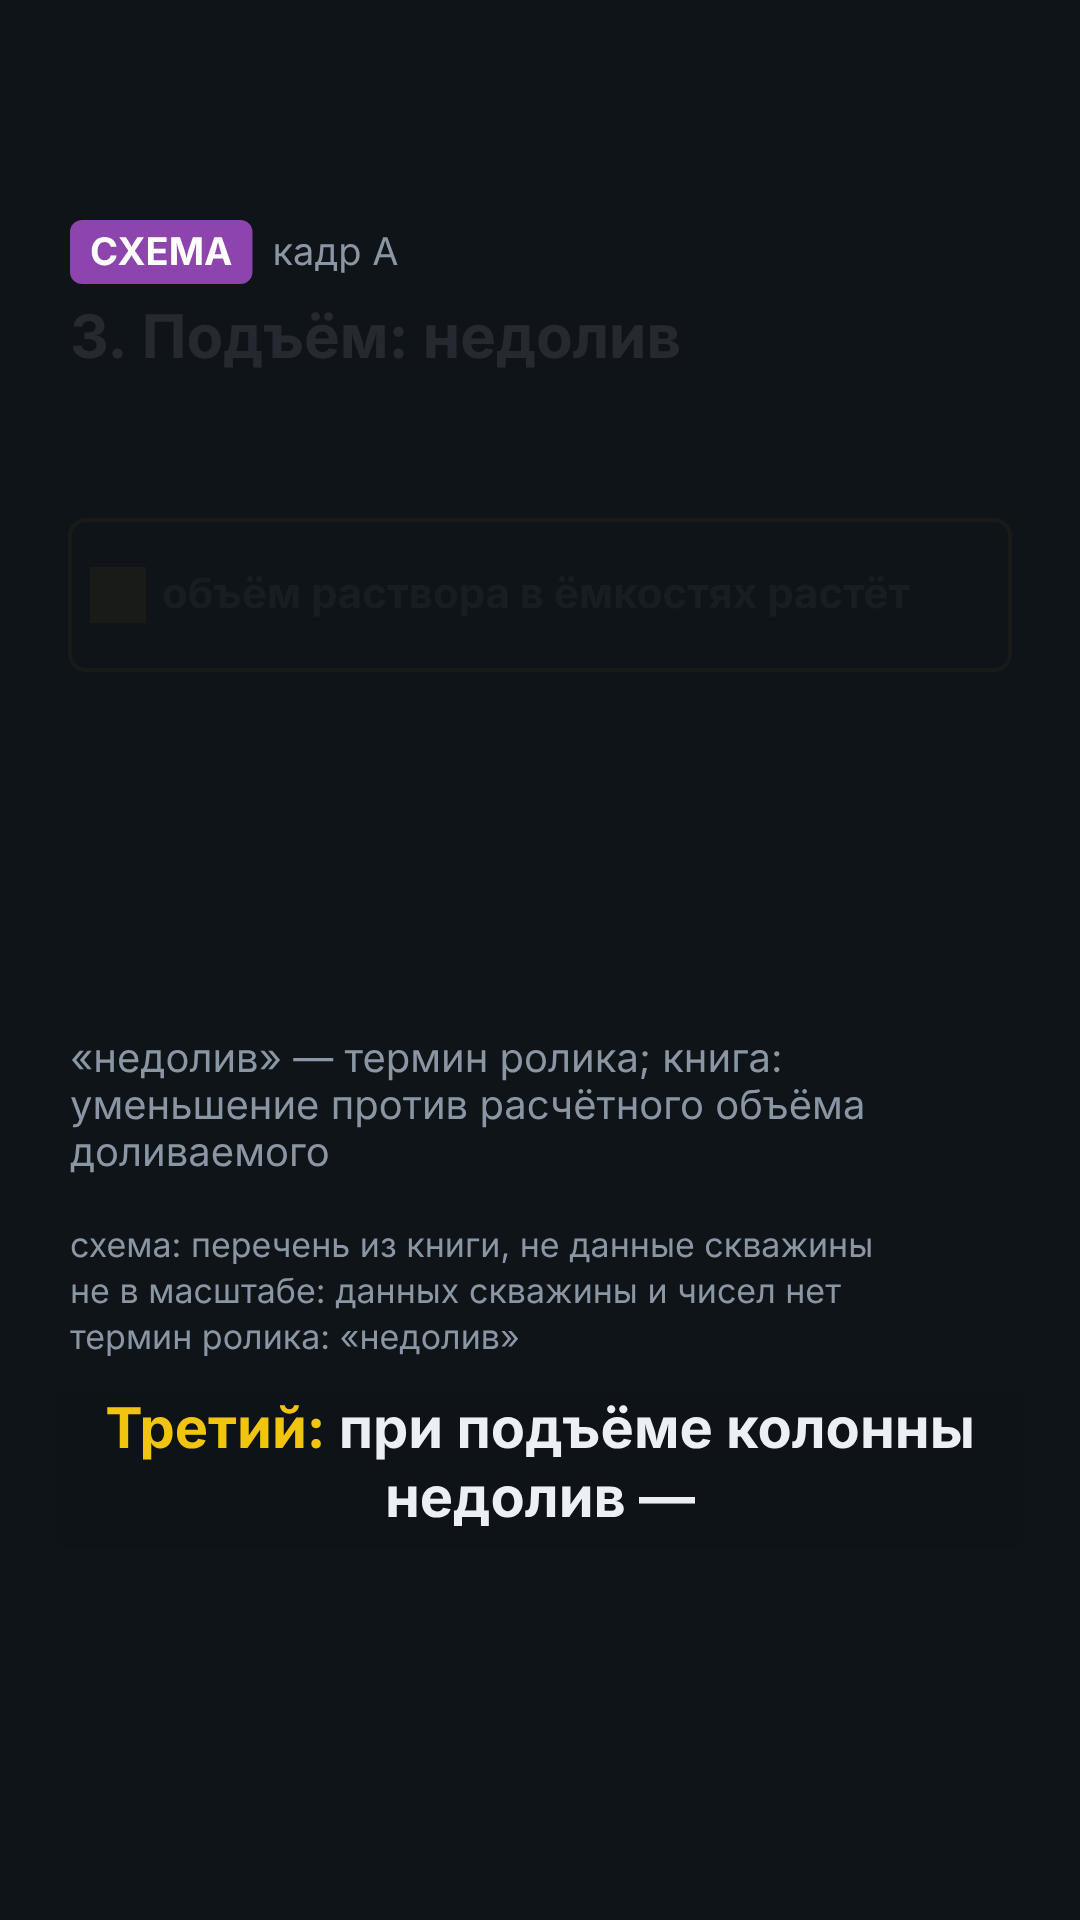 СХЕМА кадр А
3. Подъём: недолив
объём раствора в ёмкостях растёт
«недолив» — термин ролика; книга:
уменьшение против расчётного объёма
доливаемого
схема: перечень из книги, не данные скважины
не в масштабе: данных скважины и чисел нет
термин ролика: «недолив»
Третий: при подъёме колонны
недолив —